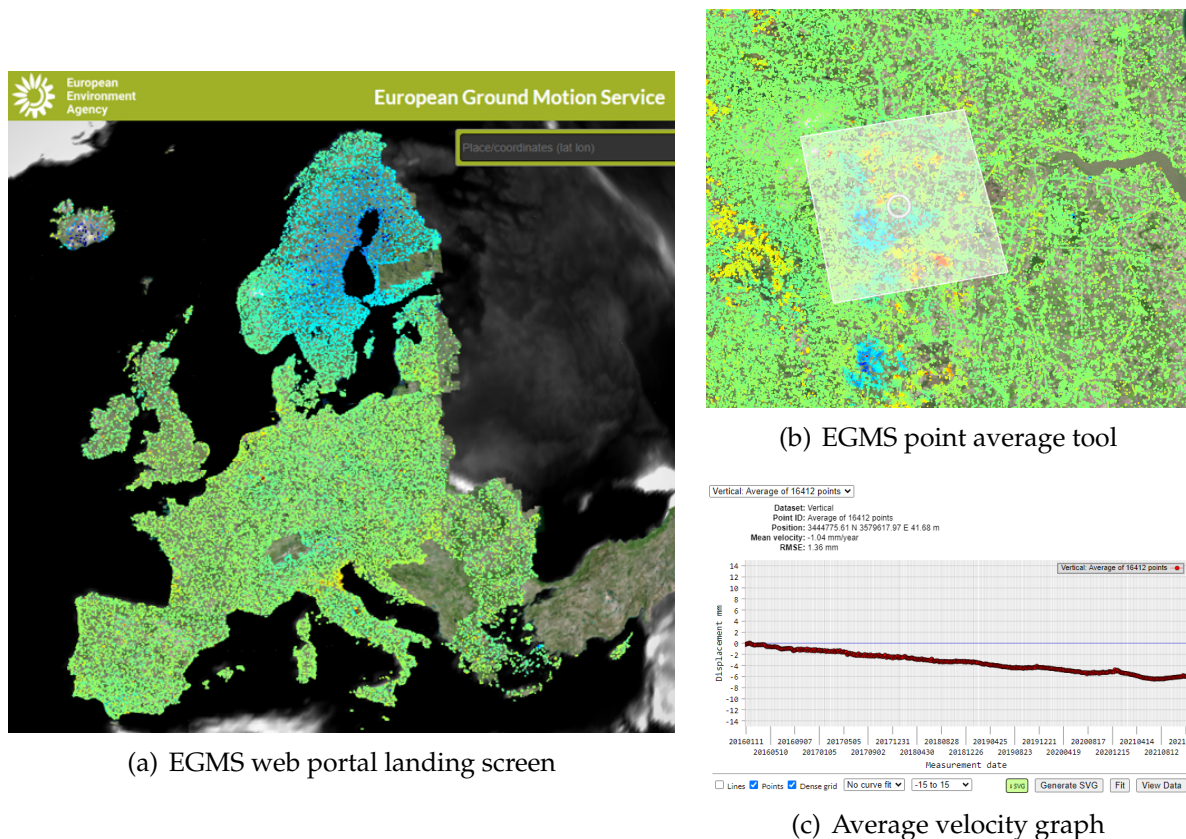 European
Environment
Agency
European Ground Motion Service
Place/coordinates (lat lon)
(a) EGMS web portal landing screen
(b) EGMS point average tool
Vertical: Average of 16412 points
Dataset: Vertical
Point ID: Average of 16412 points
Position: 3444775.61 N 3579617.97 E 41.68 m
Mean velocity: -1.04 mm/year
RMSE: 1.36 mm
Vertical: Average of 16412 points
Displacement mm
14
12
10
8
6
4
2
0
-2
-4
-6
-8
-10
-12
-14
20160111 20160907 20170505 20171231 20180828 20190425 20191221 20200817 20210414 2021
20160510 20170105 20170902 20180430 20181226 20190823 20200419 20201215 20210812
Measurement date
Lines Points Dense grid No curve fit -15 to 15 SVG Generate SVG Fit View Data
(c) Average velocity graph